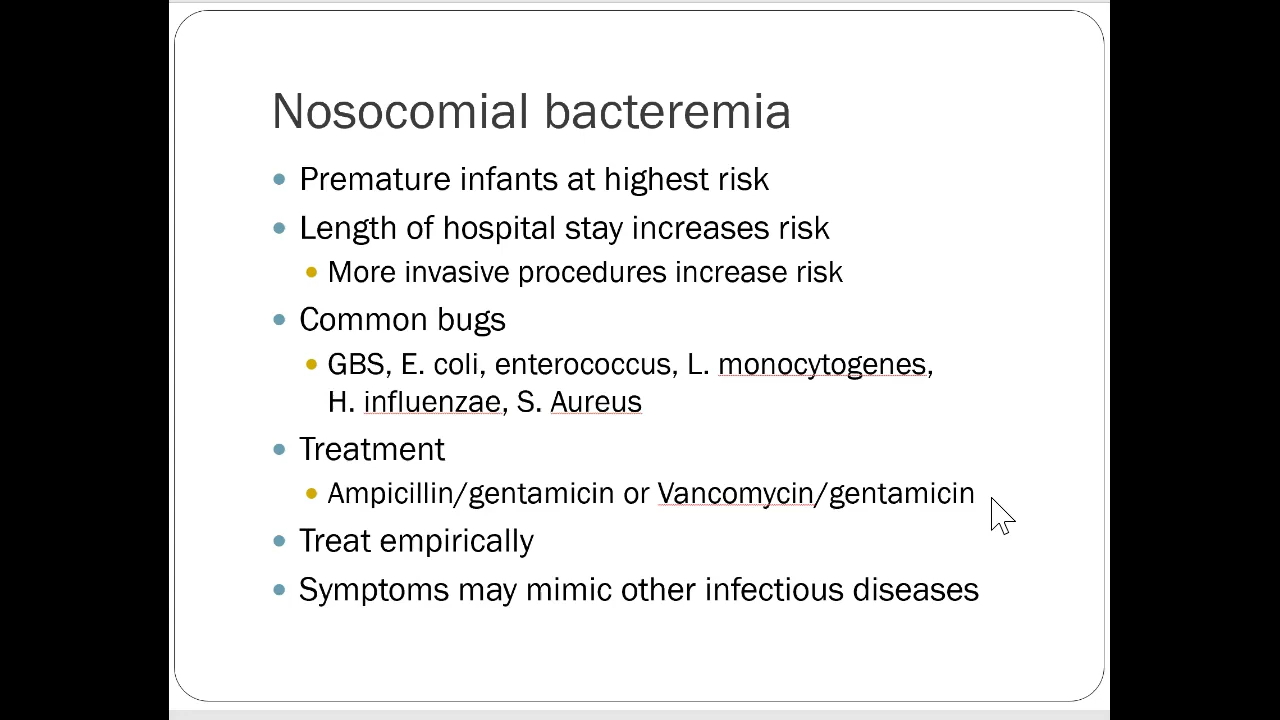 Nosocomial bacteremia
Premature infants at highest risk
Length of hospital stay increases risk
More invasive procedures increase risk
Common bugs
GBS, E. coli, enterococcus, L. monocytogenes,
H. influenzae, S. Aureus
Treatment
Ampicillin/gentamicin or Vancomycin/gentamicin
Treat empirically
Symptoms may mimic other infectious diseases